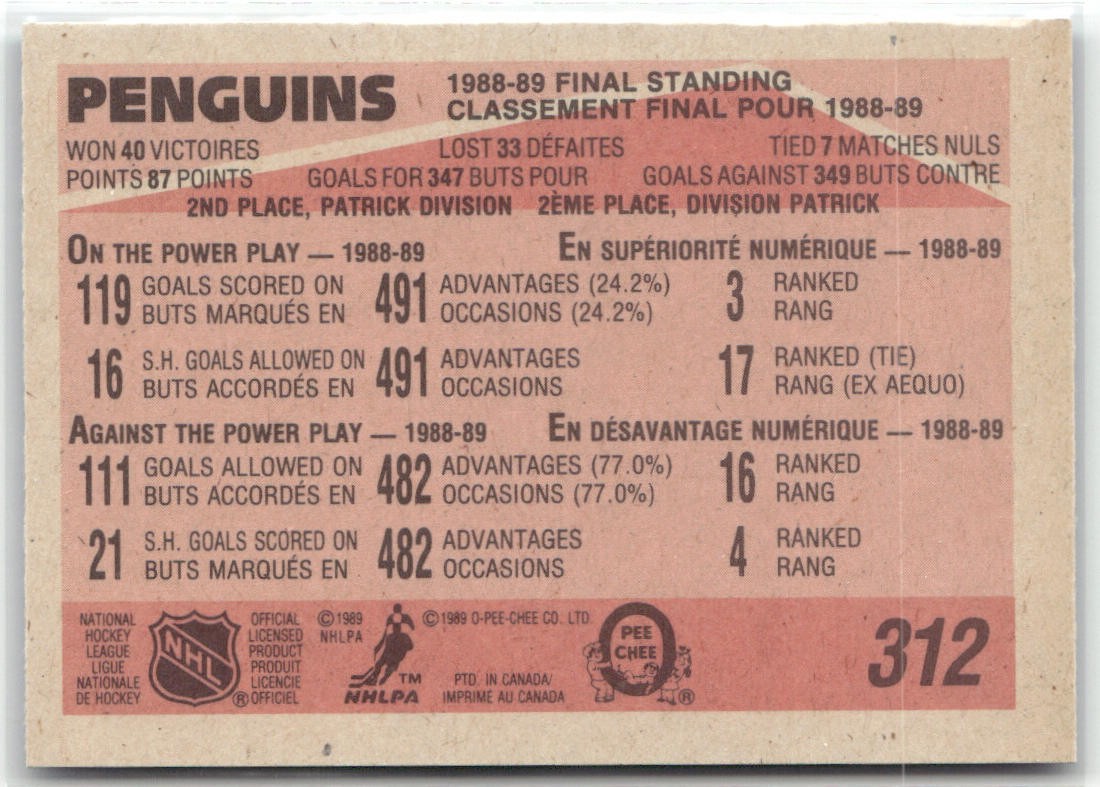 PENGUINS
1988-89 FINAL STANDING
CLASSEMENT FINAL POUR 1988-89
WON 40 VICTOIRES LOST 33 DÉFAITES TIED 7 MATCHES NULS
POINTS 87 POINTS GOALS FOR 347 BUTS POUR GOALS AGAINST 349 BUTS CONTRE
2ND PLACE, PATRICK DIVISION 2ÈME PLACE, DIVISION PATRICK
ON THE POWER PLAY — 1988-89 EN SUPÉRIORITÉ NUMÉRIQUE — 1988-89
119 GOALS SCORED ON 491 ADVANTAGES (24.2%) 3 RANKED
BUTS MARQUÉS EN OCCASIONS (24.2%) RANG
16 S.H. GOALS ALLOWED ON 491 ADVANTAGES 17 RANKED (TIE)
BUTS ACCORDÉS EN OCCASIONS RANG (EX AEQUO)
AGAINST THE POWER PLAY — 1988-89 EN DÉSAVANTAGE NUMÉRIQUE — 1988-89
111 GOALS ALLOWED ON 482 ADVANTAGES (77.0%) 16 RANKED
BUTS ACCORDÉS EN OCCASIONS (77.0%) RANG
21 S.H. GOALS SCORED ON 482 ADVANTAGES 4 RANKED
BUTS MARQUÉS EN OCCASIONS RANG
NATIONAL
HOCKEY
LEAGUE
LIGUE
NATIONALE
DE HOCKEY
NHL
®
OFFICIAL
LICENSED
PRODUCT
PRODUIT
LICENCIE
OFFICIEL
©1989
NHLPA
TM
NHLPA
©1989 O-PEE-CHEE CO. LTD.
PTD. IN CANADA/
IMPRIME AU CANADA
O
PEE
CHEE
®
312